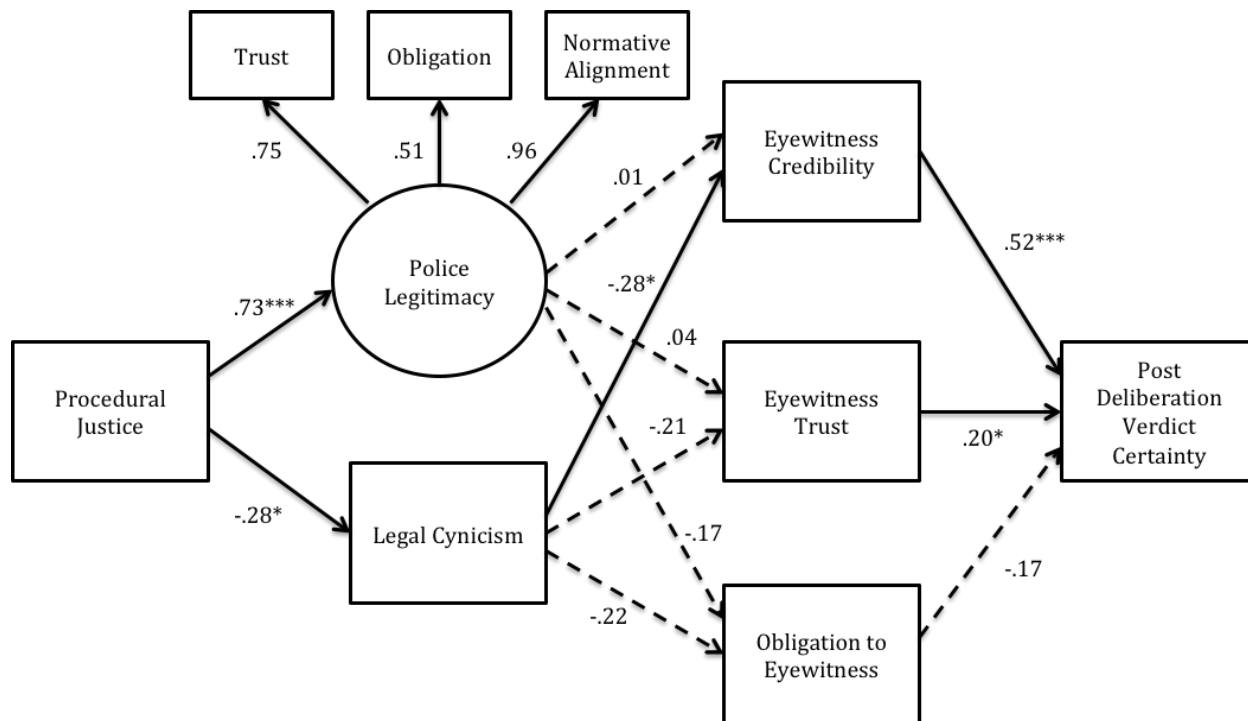 Trust
Obligation
Normative
Alignment
.75
.51
.96
Eyewitness
Credibility
.01
Police
Legitimacy
-.28*
.52***
.73***
.04
Procedural
Justice
Eyewitness
Trust
Post
Deliberation
Verdict
Certainty
-.21
.20*
-.28*
Legal Cynicism
-.17
-.17
-.22
Obligation to
Eyewitness